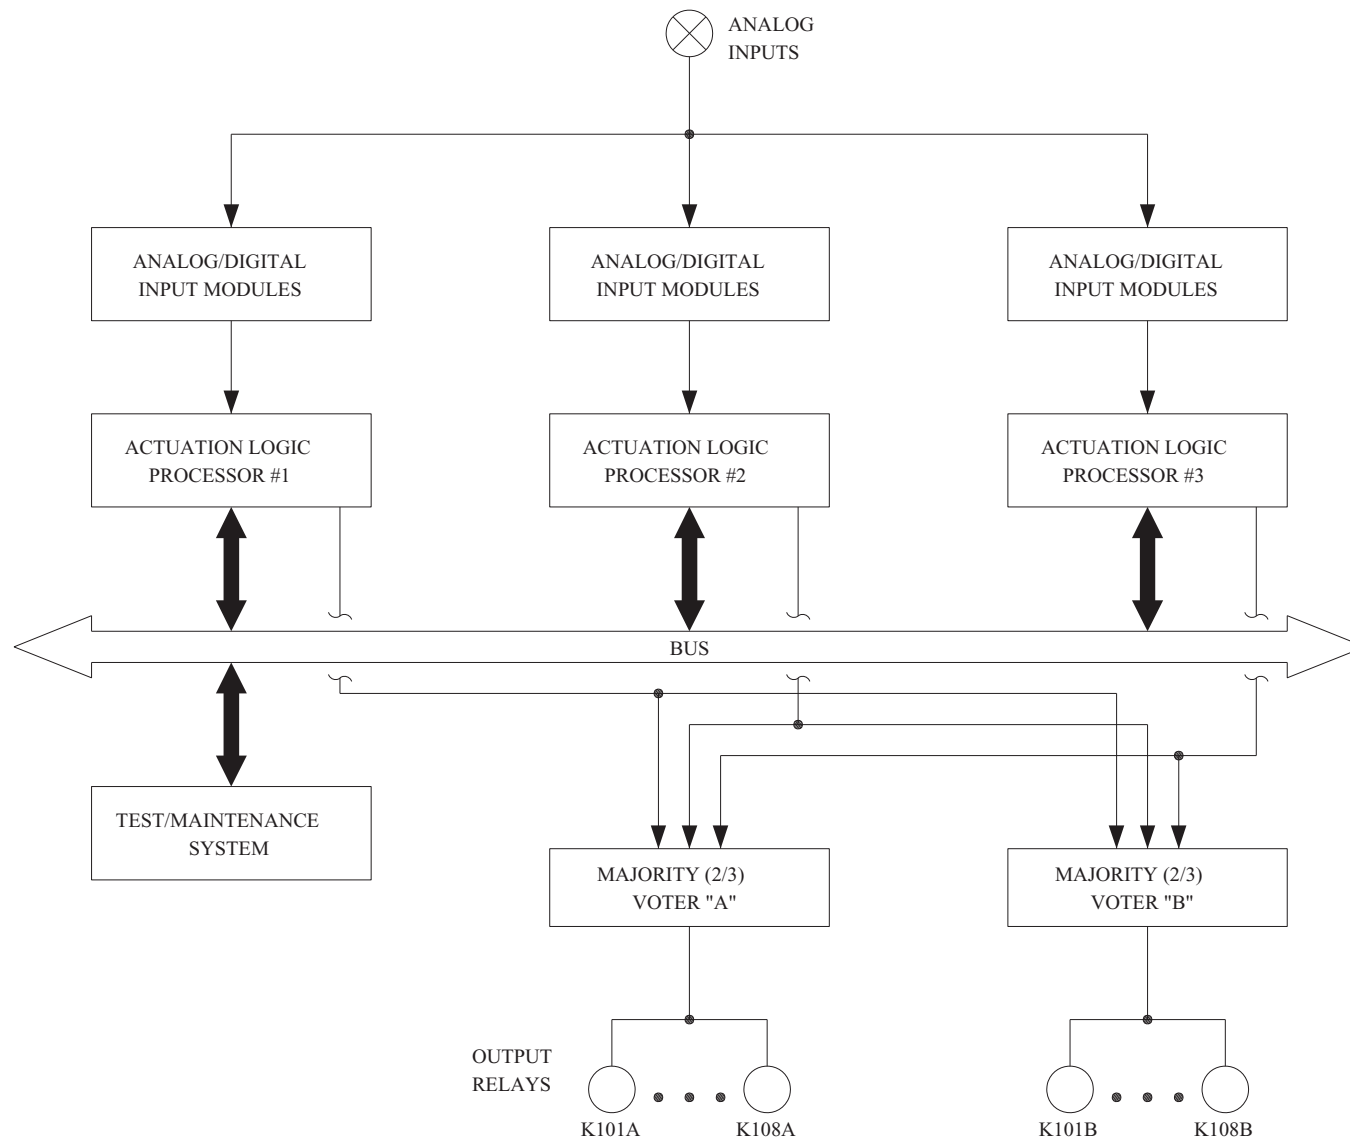 ANALOG
INPUTS
ANALOG/DIGITAL
INPUT MODULES
ANALOG/DIGITAL
INPUT MODULES
ANALOG/DIGITAL
INPUT MODULES
ACTUATION LOGIC
PROCESSOR #1
ACTUATION LOGIC
PROCESSOR #2
ACTUATION LOGIC
PROCESSOR #3
BUS
TEST/MAINTENANCE
SYSTEM
MAJORITY (2/3)
VOTER "A"
MAJORITY (2/3)
VOTER "B"
OUTPUT
RELAYS
K101A
K108A
K101B
K108B